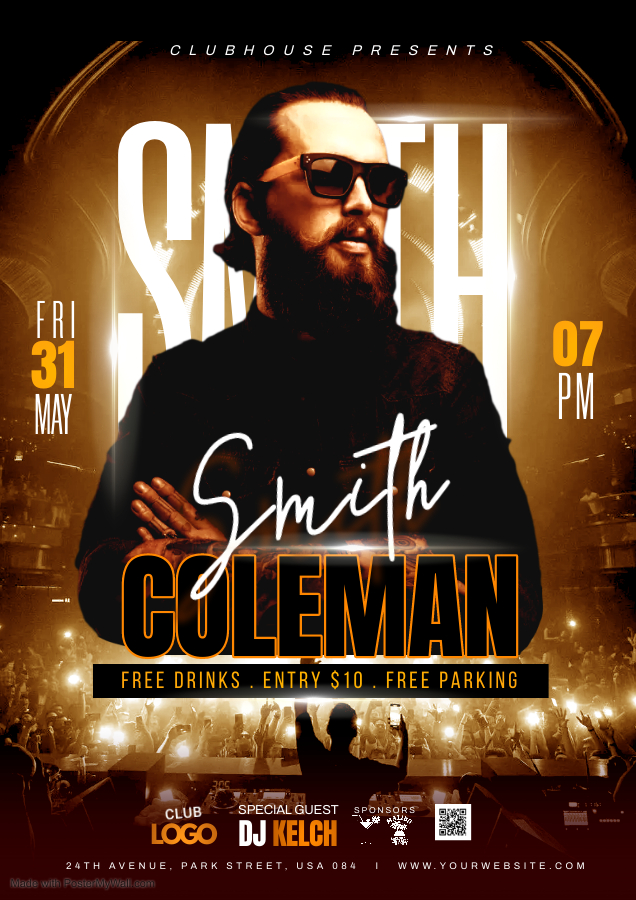 CLUBHOUSE PRESENTS
SMITH
FRI
31
MAY
07
PM
Smith
COLEMAN
FREE DRINKS . ENTRY $10 . FREE PARKING
CLUB
LOGO
SPECIAL GUEST
DJ KELCH
SPONSORS
MALIBU
24TH AVENUE, PARK STREET, USA 084 I WWW.YOURWEBSITE.COM
Made with PosterMyWall.com